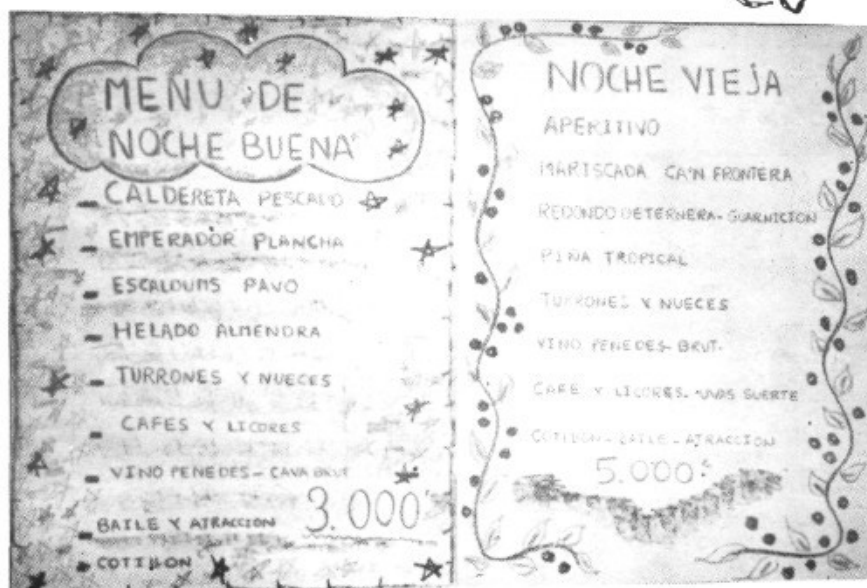 MENU DE
NOCHE BUENA
- CALDERETA PESCADO
- EMPERADOR PLANCHA
- ESCALDUMS PAVO
- HELADO ALMENDRA
- TURRONES Y NUECES
- CAFES Y LICORES
- VINO PENEDES - CAVA BRUT
3.000
- BAILE Y ATRACCION
- COTILLON
NOCHE VIEJA
APERITIVO
MARISCADA CA'N FRONTERA
REDONDO DE TERNERA - GUARNICION
PIÑA TROPICAL
TURRONES Y NUECES
VINO PENEDES - BRUT.
CAFE Y LICORES - UVAS SUERTE
COTILLON - BAILE - ATRACCION
5.000